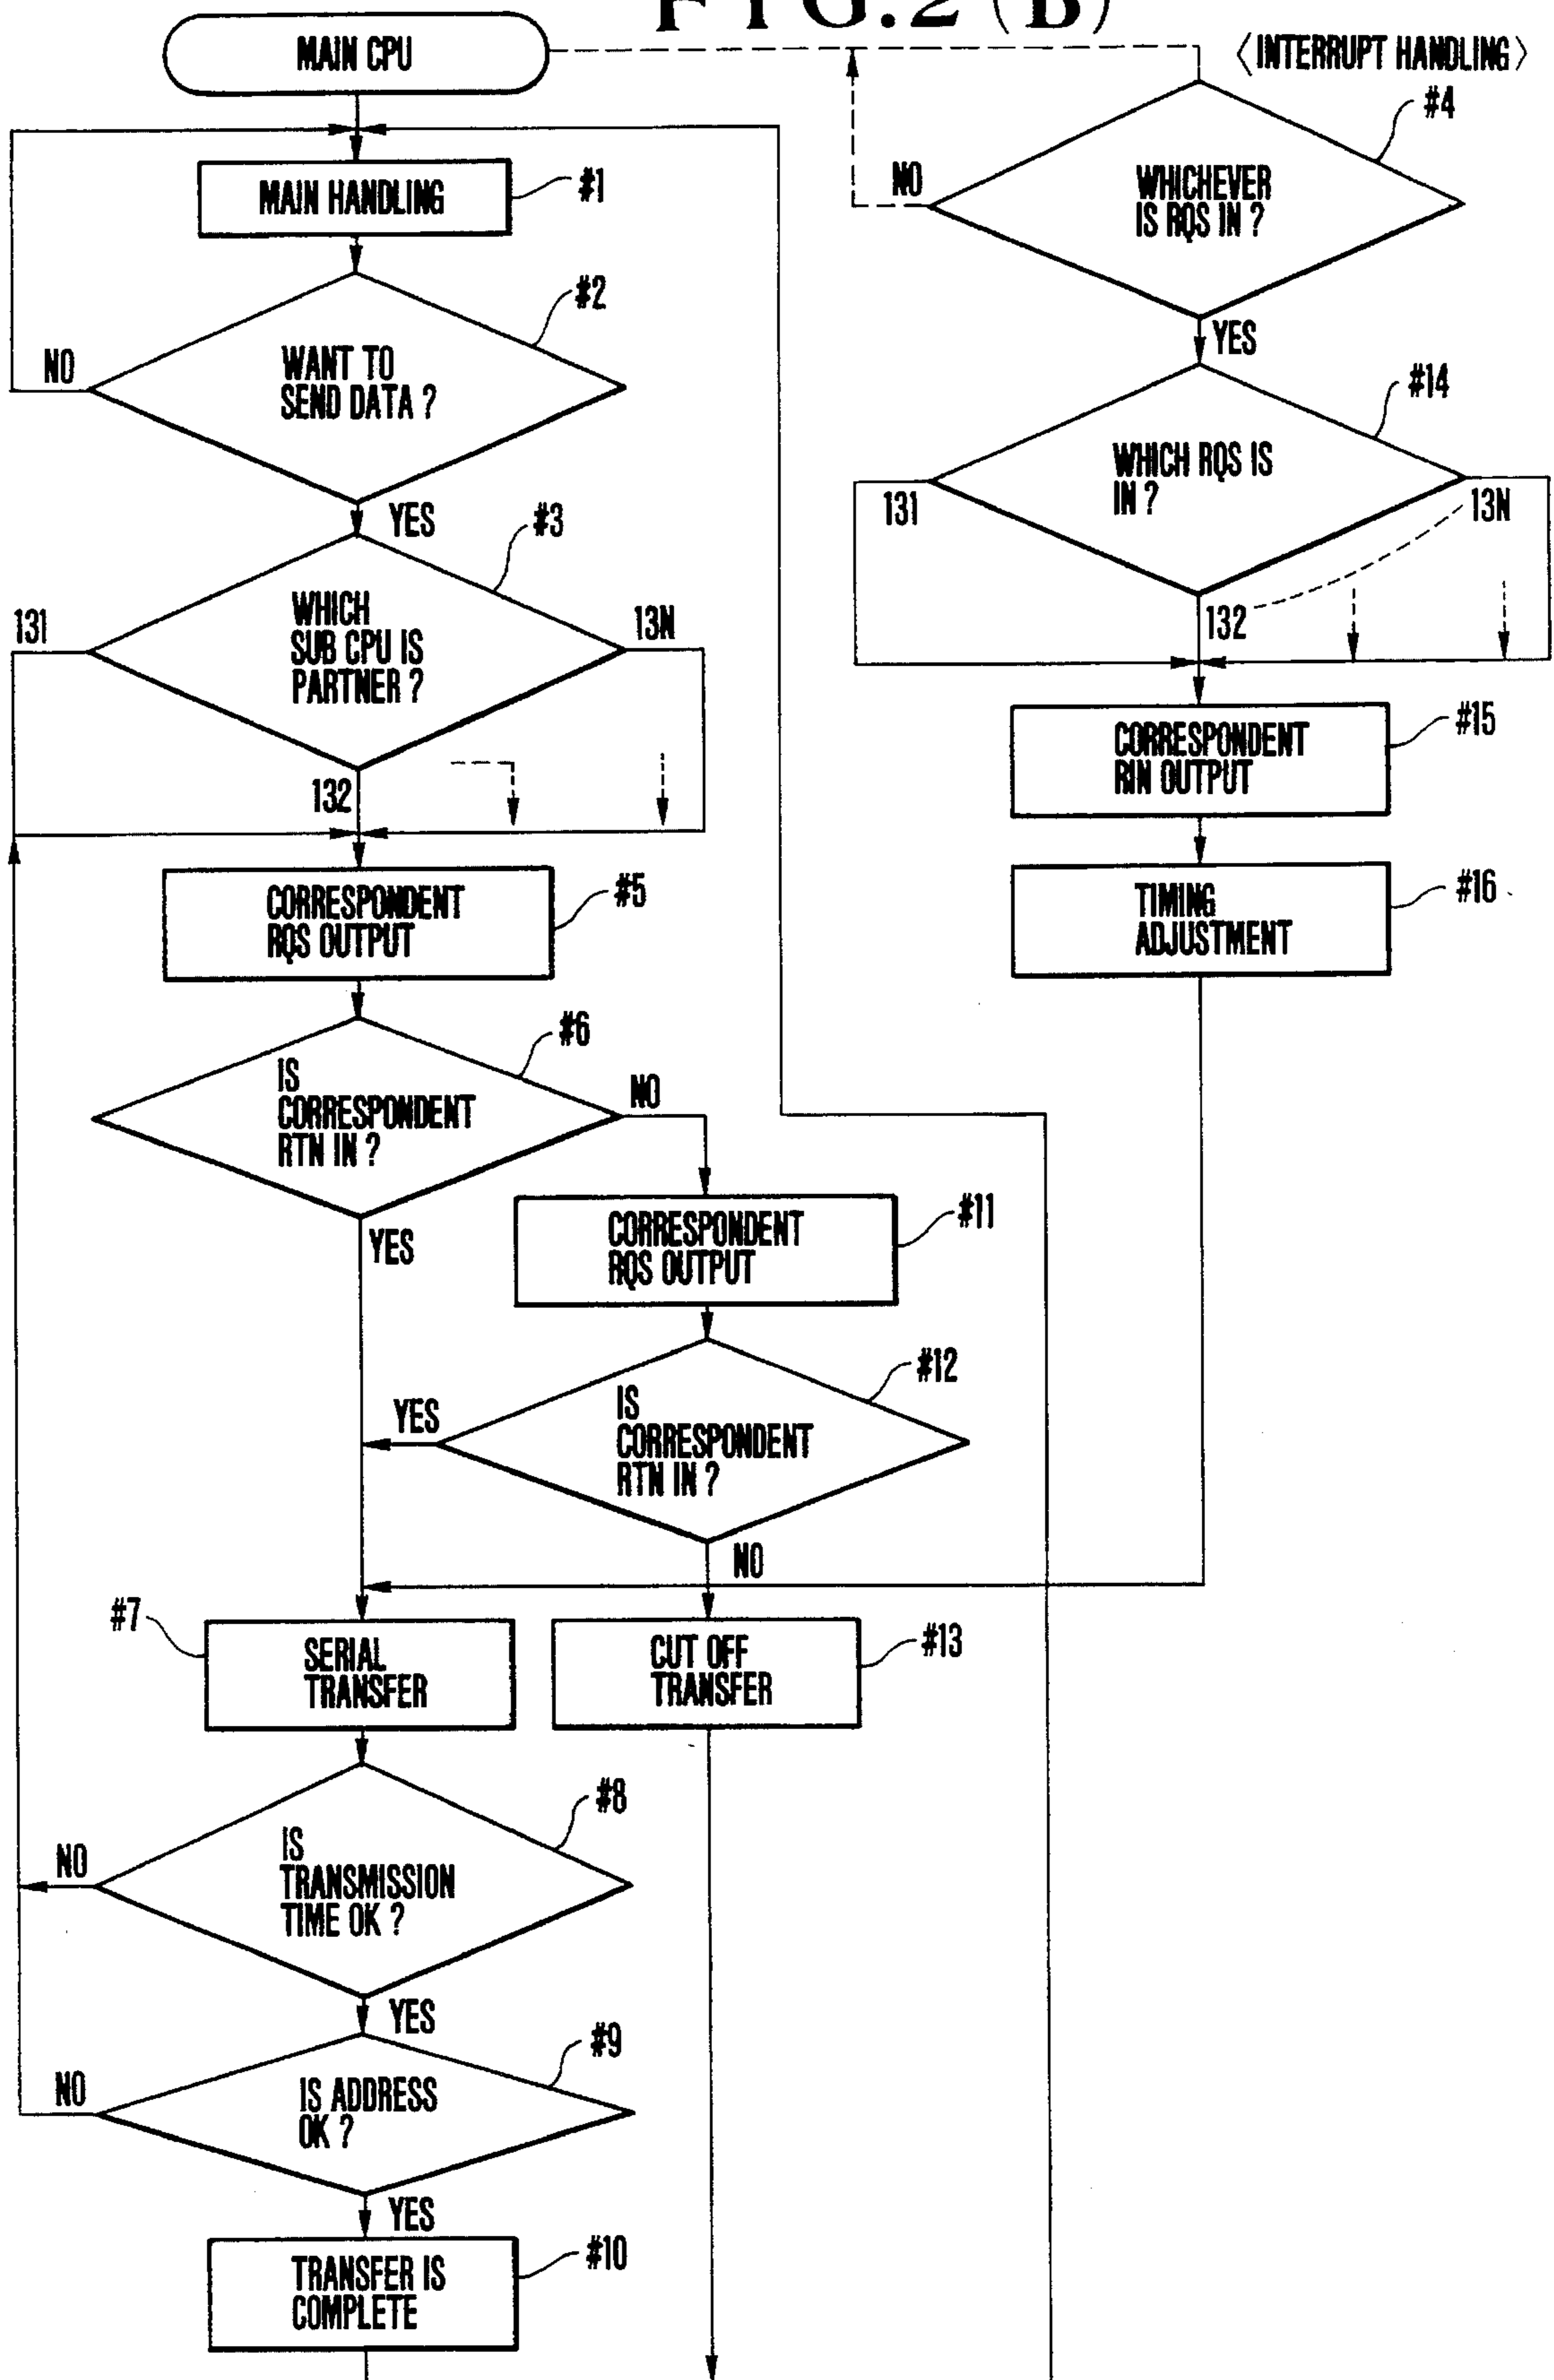 FIG.2(B)
MAIN CPU
〈INTERRUPT HANDLING〉
#4
WHICHEVER
IS RQS IN ?
NO
YES
MAIN HANDLING
#1
#2
WANT TO
SEND DATA ?
NO
YES
#14
WHICH RQS IS
IN ?
131
13N
132
#3
WHICH
SUB CPU IS
PARTNER ?
131
13N
132
#15
CORRESPONDENT
RIN OUTPUT
#16
TIMING
ADJUSTMENT
CORRESPONDENT
RQS OUTPUT
#5
#6
IS
CORRESPONDENT
RTN IN ?
NO
YES
CORRESPONDENT
RQS OUTPUT
#11
#12
IS
CORRESPONDENT
RTN IN ?
YES
NO
#7
SERIAL
TRANSFER
CUT OFF
TRANSFER
#13
#8
IS
TRANSMISSION
TIME OK ?
NO
YES
#9
IS ADDRESS
OK ?
NO
YES
#10
TRANSFER IS
COMPLETE